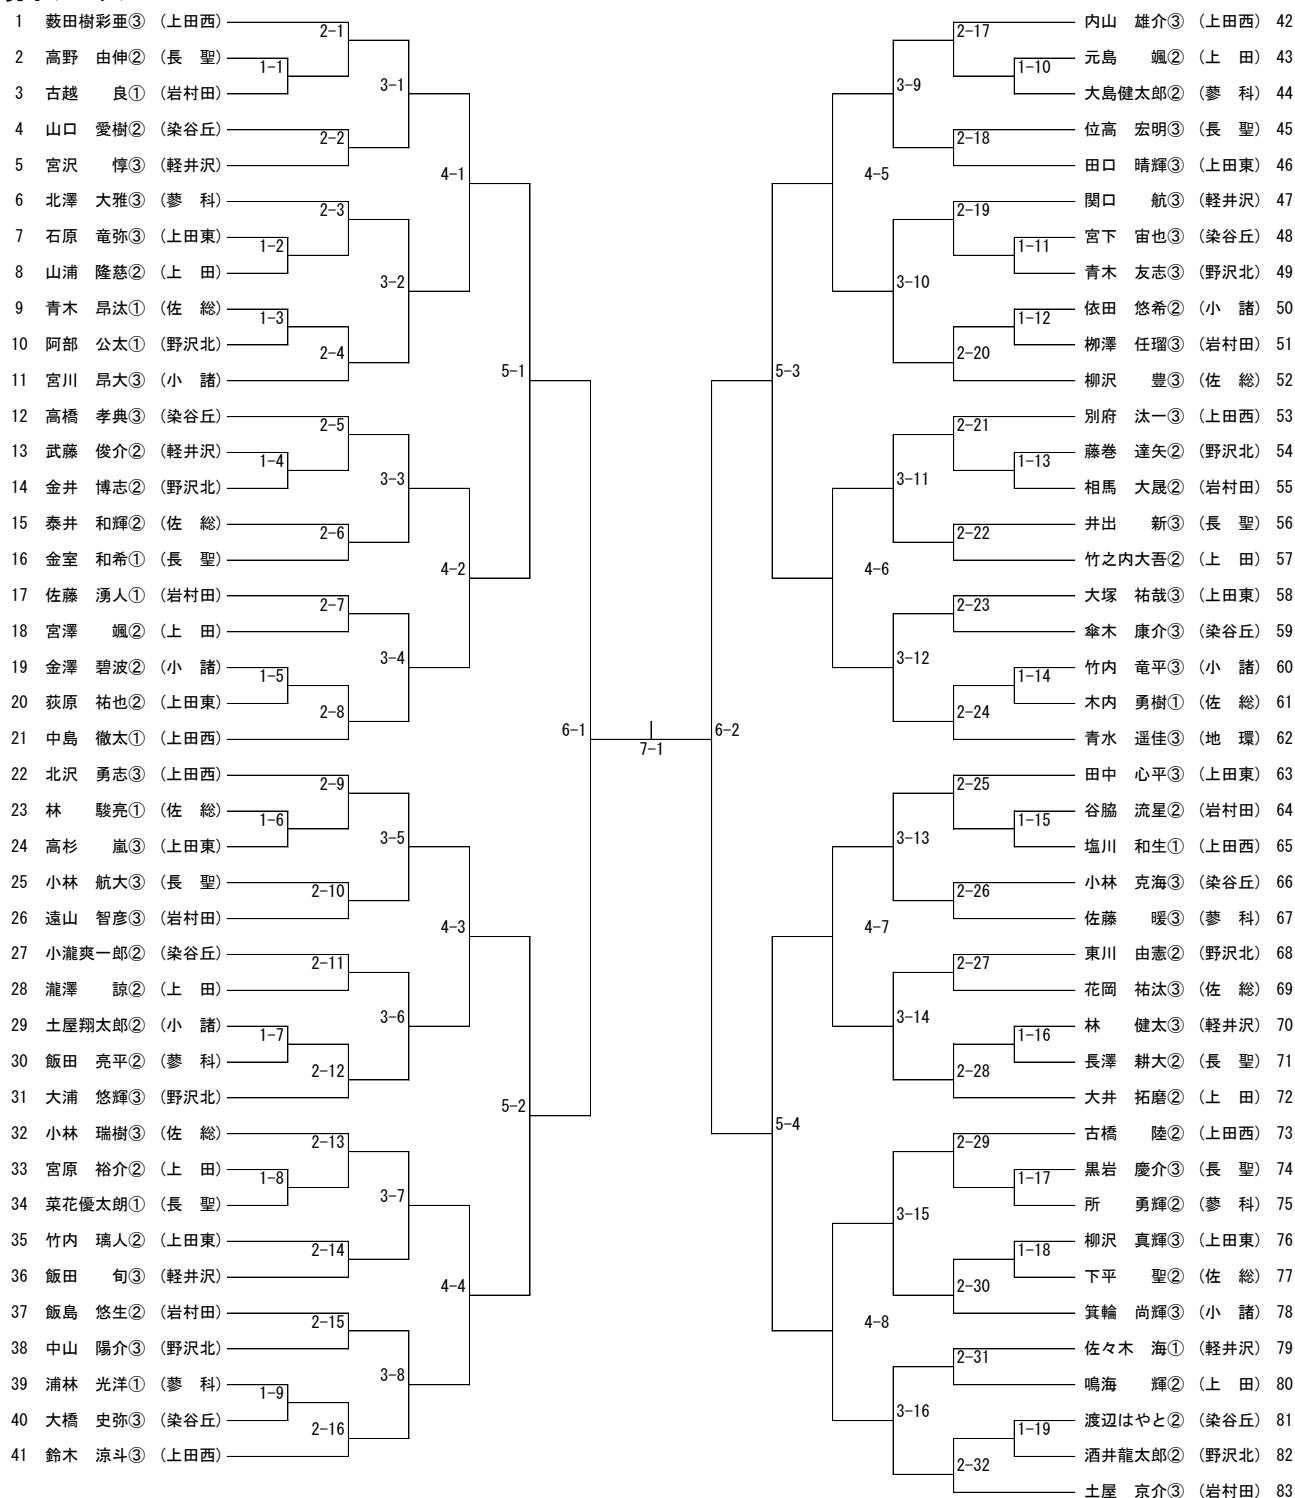 1 薮田樹彩亜③ (上田西)
2 高野 由伸② (長 聖)
3 古越 良① (岩村田)
4 山口 愛樹② (染谷丘)
5 宮沢 惇③ (軽井沢)
6 北澤 大雅③ (蓼 科)
7 石原 竜弥③ (上田東)
8 山浦 隆慈② (上 田)
9 青木 昂汰① (佐 総)
10 阿部 公太① (野沢北)
11 宮川 昂大③ (小 諸)
12 高橋 孝典③ (染谷丘)
13 武藤 俊介② (軽井沢)
14 金井 博志② (野沢北)
15 泰井 和輝② (佐 総)
16 金室 和希① (長 聖)
17 佐藤 湧人① (岩村田)
18 宮澤 颯② (上 田)
19 金澤 碧波② (小 諸)
20 荻原 祐也② (上田東)
21 中島 徹太① (上田西)
22 北沢 勇志③ (上田西)
23 林 駿亮① (佐 総)
24 高杉 嵐③ (上田東)
25 小林 航大③ (長 聖)
26 遠山 智彦③ (岩村田)
27 小瀧爽一郎② (染谷丘)
28 瀧澤 諒② (上 田)
29 土屋翔太郎② (小 諸)
30 飯田 亮平② (蓼 科)
31 大浦 悠輝③ (野沢北)
32 小林 瑞樹③ (佐 総)
33 宮原 裕介② (上 田)
34 菜花優太朗① (長 聖)
35 竹内 璃人② (上田東)
36 飯田 旬③ (軽井沢)
37 飯島 悠生② (岩村田)
38 中山 陽介③ (野沢北)
39 浦林 光洋① (蓼 科)
40 大橋 史弥③ (染谷丘)
41 鈴木 涼斗③ (上田西)
1-1
1-2
1-3
1-4
1-5
1-6
1-7
1-8
1-9
2-1
2-2
2-3
2-4
2-5
2-6
2-7
2-8
2-9
2-10
2-11
2-12
2-13
2-14
2-15
2-16
3-1
3-2
3-3
3-4
3-5
3-6
3-7
3-8
4-1
4-2
4-3
4-4
5-1
5-2
6-1
7-1
6-2
5-3
5-4
4-5
4-6
4-7
4-8
3-9
3-10
3-11
3-12
3-13
3-14
3-15
3-16
2-17
2-18
2-19
2-20
2-21
2-22
2-23
2-24
2-25
2-26
2-27
2-28
2-29
2-30
2-31
2-32
1-10
1-11
1-12
1-13
1-14
1-15
1-16
1-17
1-18
1-19
内山 雄介③ (上田西) 42
元島 颯② (上 田) 43
大島健太郎② (蓼 科) 44
位高 宏明③ (長 聖) 45
田口 晴輝③ (上田東) 46
関口 航③ (軽井沢) 47
宮下 宙也③ (染谷丘) 48
青木 友志③ (野沢北) 49
依田 悠希② (小 諸) 50
栁澤 任瑠③ (岩村田) 51
柳沢 豊③ (佐 総) 52
別府 汰一③ (上田西) 53
藤巻 達矢② (野沢北) 54
相馬 大晟② (岩村田) 55
井出 新③ (長 聖) 56
竹之内大吾② (上 田) 57
大塚 祐哉③ (上田東) 58
傘木 康介③ (染谷丘) 59
竹内 竜平③ (小 諸) 60
木内 勇樹① (佐 総) 61
青水 遥佳③ (地 環) 62
田中 心平③ (上田東) 63
谷脇 流星② (岩村田) 64
塩川 和生① (上田西) 65
小林 克海③ (染谷丘) 66
佐藤 暖③ (蓼 科) 67
東川 由憲② (野沢北) 68
花岡 祐汰③ (佐 総) 69
林 健太③ (軽井沢) 70
長澤 耕大② (長 聖) 71
大井 拓磨② (上 田) 72
古橋 陸② (上田西) 73
黒岩 慶介③ (長 聖) 74
所 勇輝② (蓼 科) 75
柳沢 真輝③ (上田東) 76
下平 聖② (佐 総) 77
箕輪 尚輝③ (小 諸) 78
佐々木 海① (軽井沢) 79
鳴海 輝② (上 田) 80
渡辺はやと② (染谷丘) 81
酒井龍太郎② (野沢北) 82
土屋 京介③ (岩村田) 83